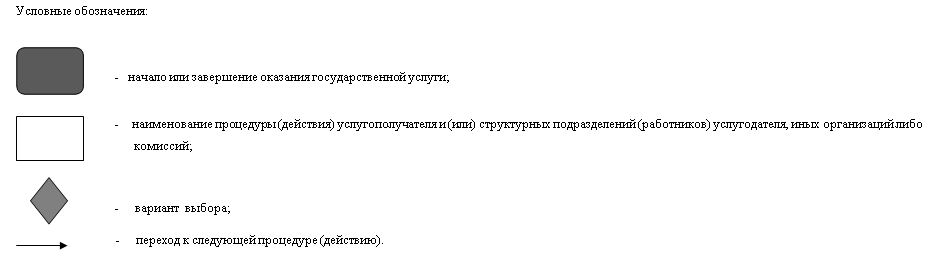 Условные обозначения:
- начало или завершение оказания государственной услуги;
- наименование процедуры (действия) услугополучателя и (или) структурных подразделений (работников) услугодателя, иных организаций либо
комиссий;
- вариант выбора;
- переход к следующей процедуре (действию).